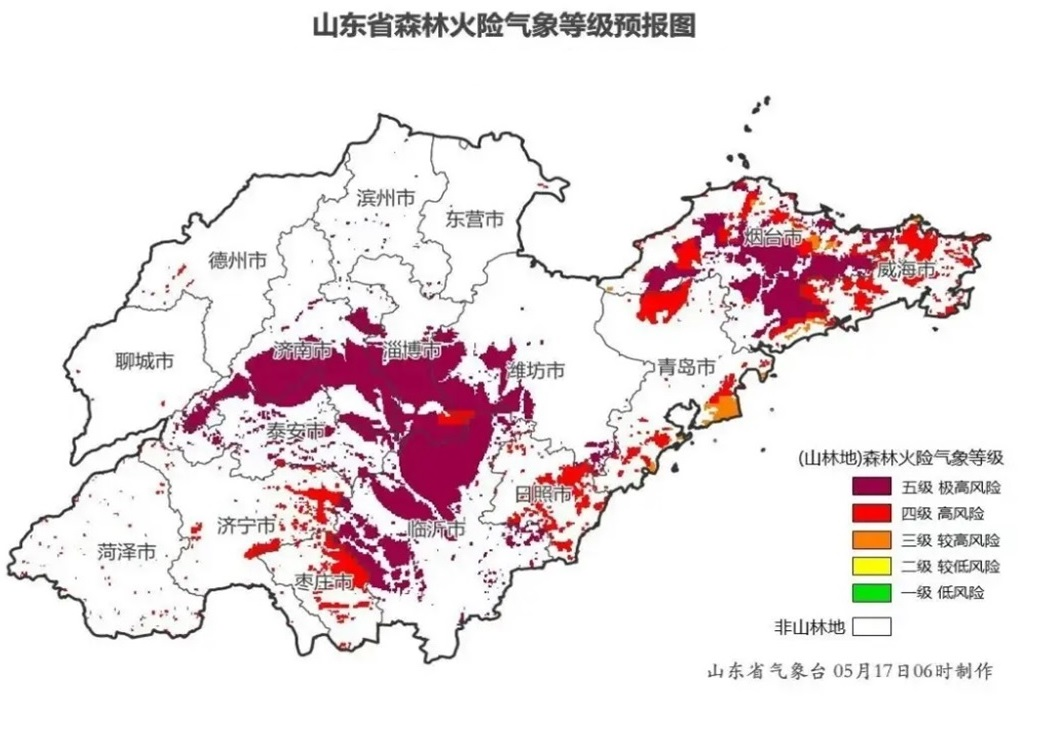 山东省森林火险气象等级预报图
滨州市
东营市
烟台市
德州市
威海市
济南市
淄博市
聊城市
潍坊市
青岛市
泰安市
(山林地)森林火险气象等级
五级 极高风险
日照市
四级 高风险
济宁市
临沂市
三级 较高风险
菏泽市
二级 较低风险
枣庄市
一级 低风险
非山林地
山东省气象台 05月17日06时制作